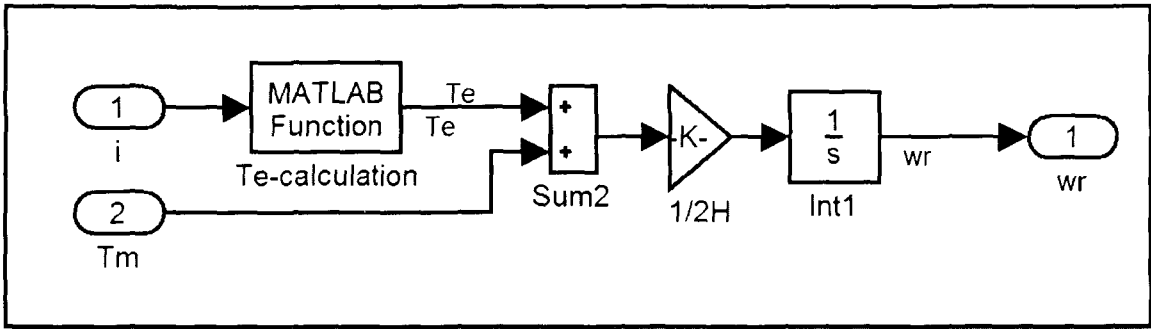 1
i
MATLAB
Function
Te-calculation
Te
Te
2
Tm
+
+
Sum2
-K-
1/2H
1
s
Int1
wr
1
wr